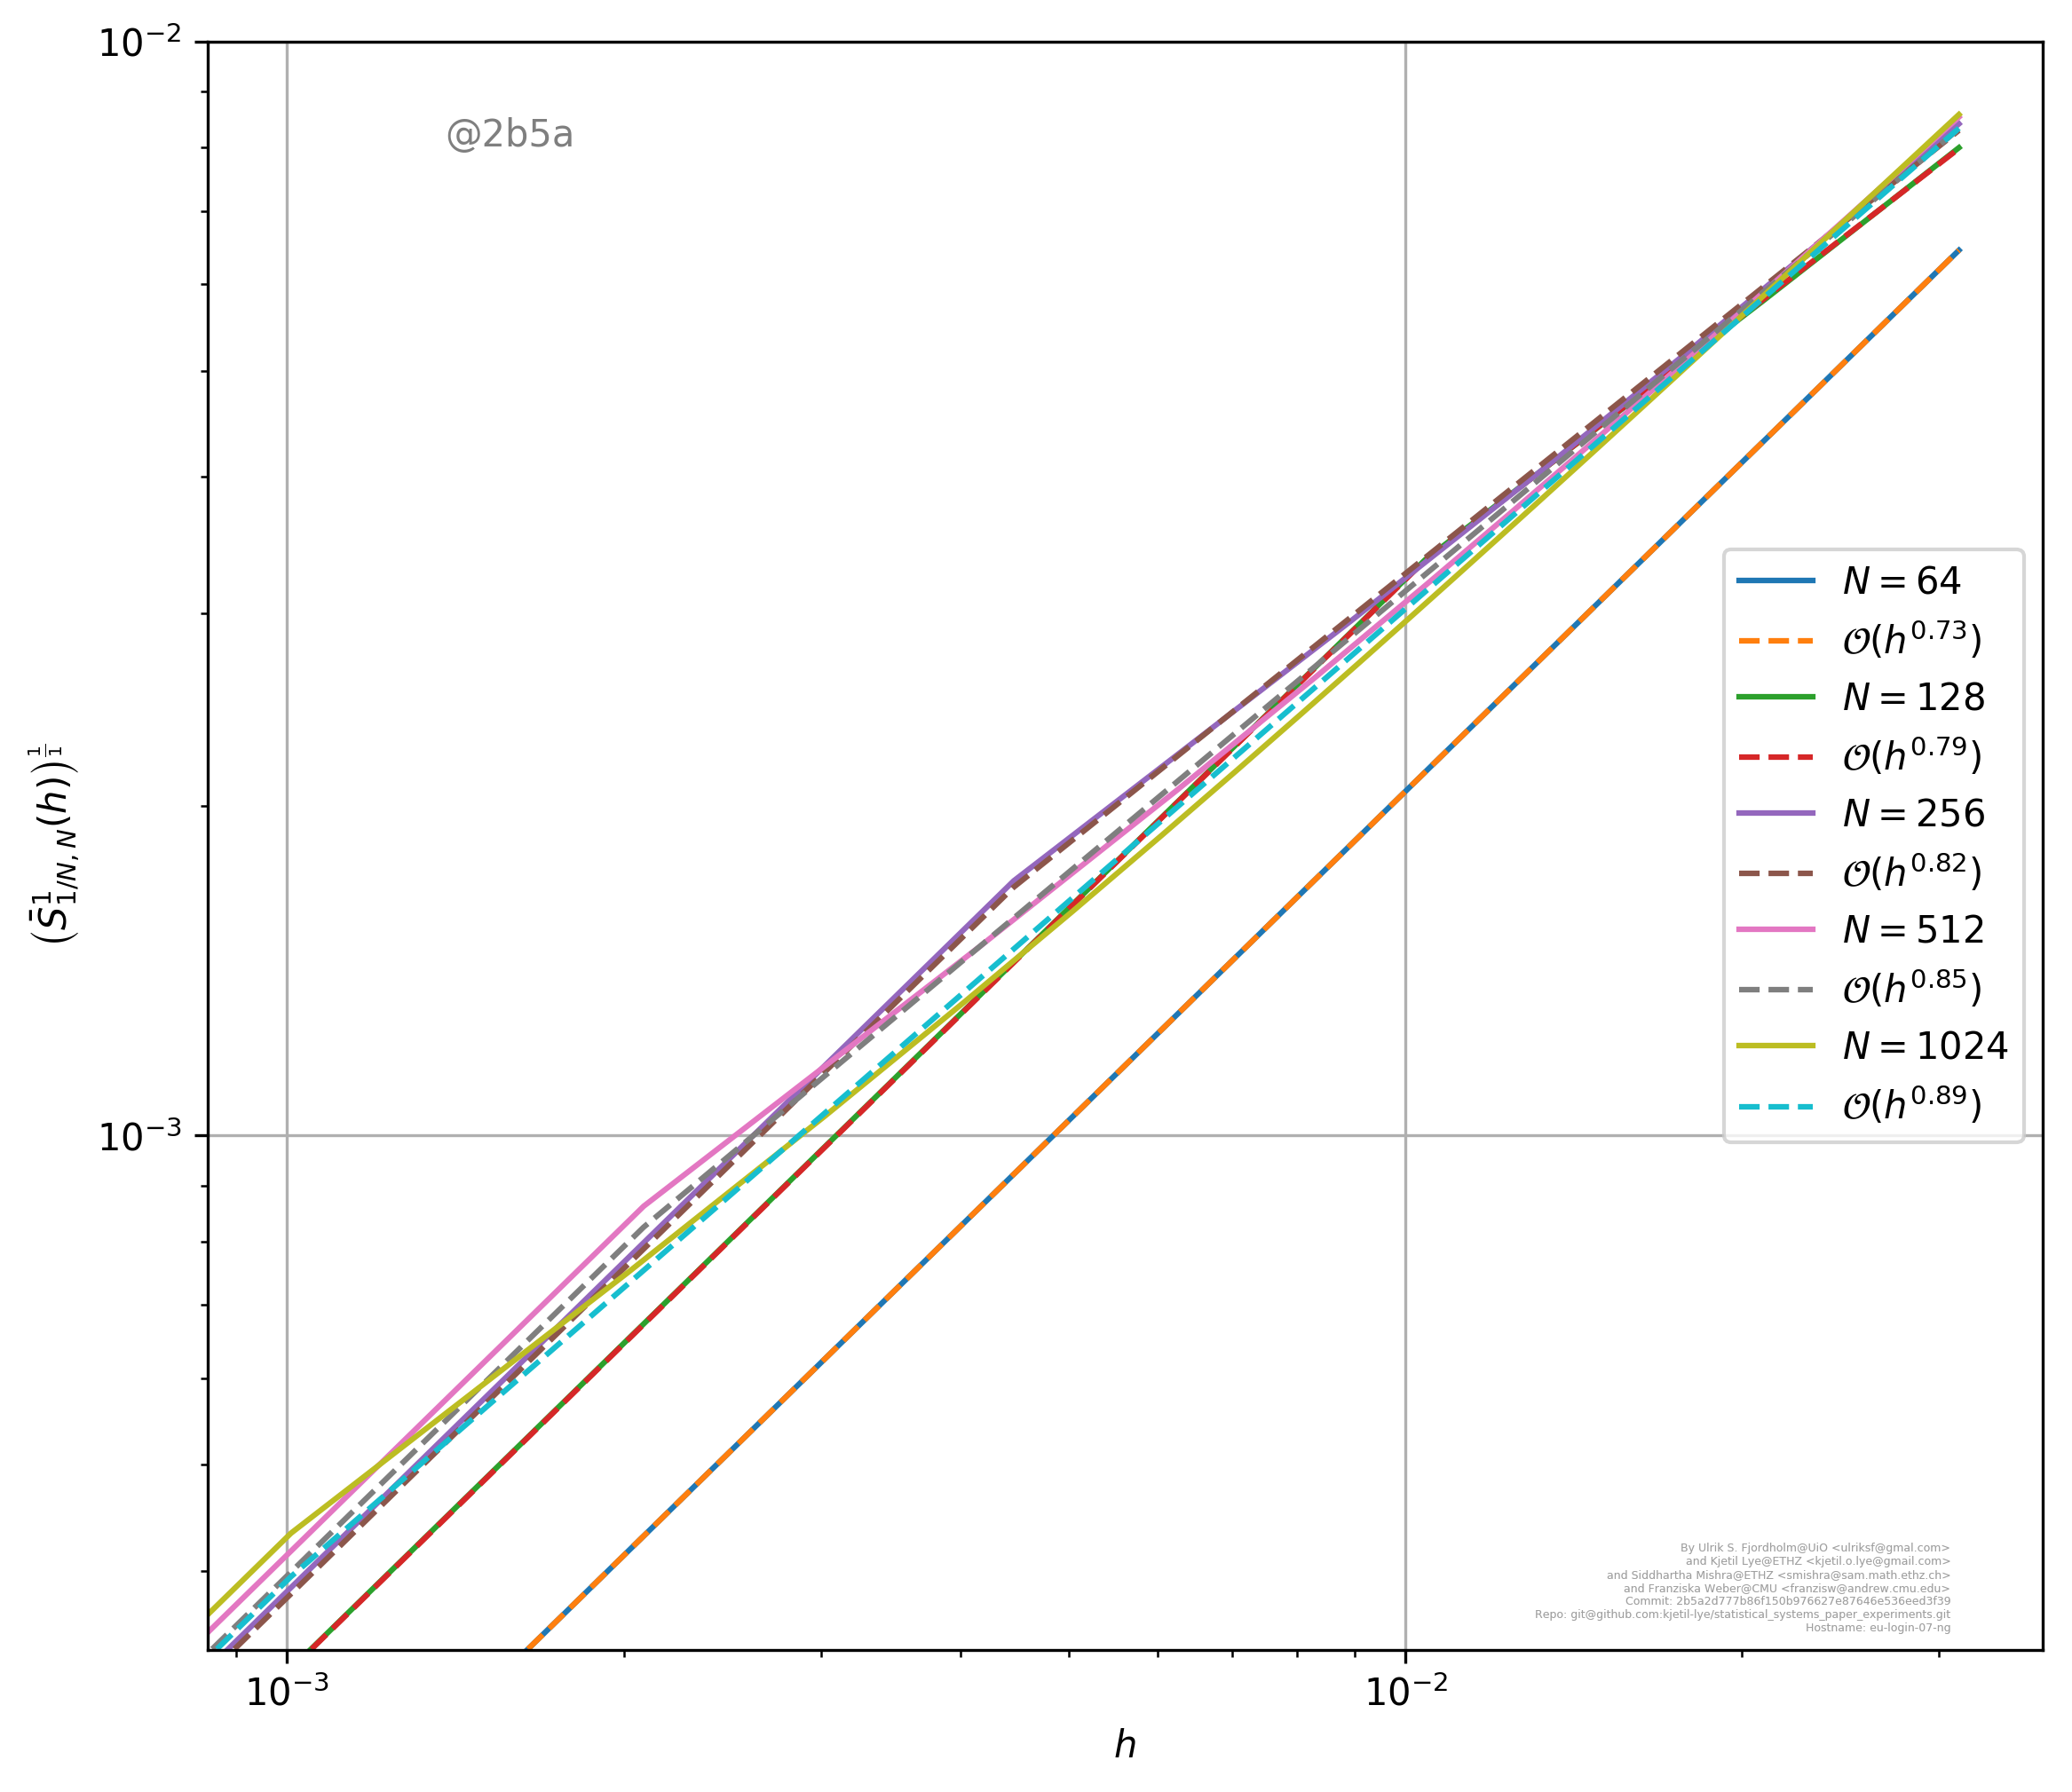 10⁻²
@2b5a
(S̄¹₁/N, N(h))^(1/1)
10⁻³
N = 64
𝒪(h^0.73)
N = 128
𝒪(h^0.79)
N = 256
𝒪(h^0.82)
N = 512
𝒪(h^0.85)
N = 1024
𝒪(h^0.89)
By Ulrik S. Fjordholm@UiO <ulriksf@gmal.com>
and Kjetil Lye@ETHZ <kjetil.o.lye@gmail.com>
and Siddhartha Mishra@ETHZ <smishra@sam.math.ethz.ch>
and Franziska Weber@CMU <franzisw@andrew.cmu.edu>
Commit: 2b5a2d777b86f150b976627e87646e536eed3f39
Repo: git@github.com:kjetil-lye/statistical_systems_paper_experiments.git
Hostname: eu-login-07-ng
10⁻³ 10⁻²
h